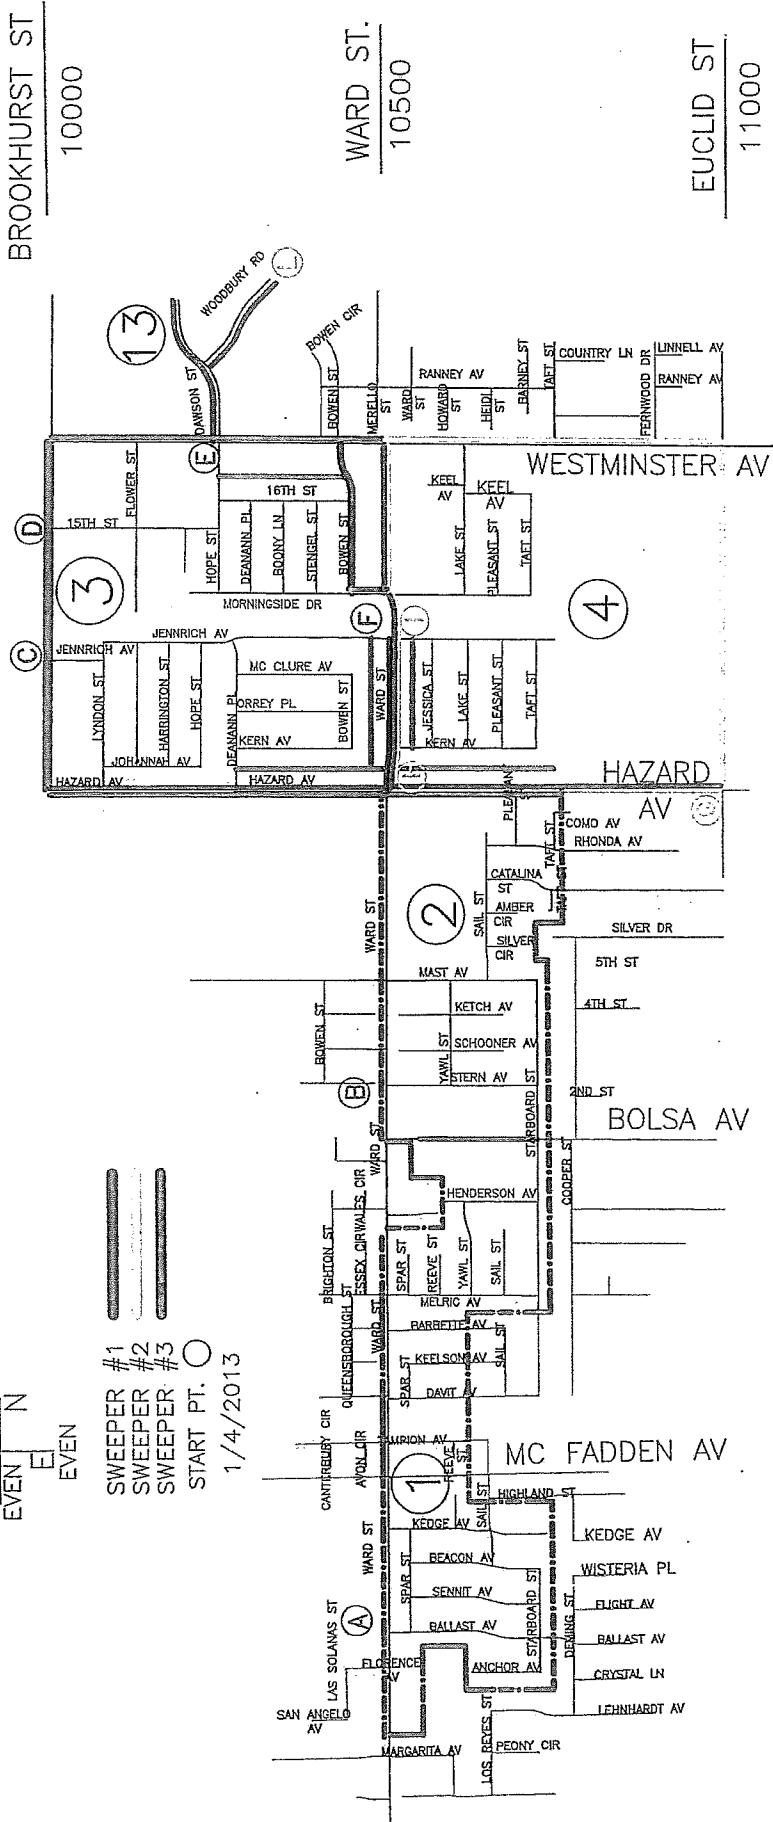 BROOKHURST ST
10000
WARD ST.
10500
EUCLID ST
11000
WOODBURY RD
L
13
DAWSON ST
BOWEN CIR
BOWEN ST
MERELLO ST
WARD ST
RANNEY AV
HOWARD ST
HEIDI ST
BARNEY ST
TAFT ST
COUNTRY LN
FERNWOOD DR
LINNELL AV
RANNEY AV
WESTMINSTER AV
E
D
15TH ST
FLOWER ST
3
HOPE ST
16TH ST
DEANANN PL
BOONY LN
STENGEL ST
BOWEN ST
MORNINGSIDE DR
KEEL AV
KEEL AV
LAKE ST
PLEASANT ST
TAFT ST
4
C
JENNRICH AV
JENNRICH AV
F
LYNDON ST
HARRINGTON ST
HOPE ST
MC CLURE AV
DEANANN PL
ORREY PL
BOWEN ST
KERN AV
WARD ST
JESSICA ST
LAKE ST
PLEASANT ST
TAFT ST
KERN AV
JOHANNAH AV
HAZARD AV
HAZARD AV
HAZARD AV
COMO AV
RHONDA AV
TAFT ST
2
WARD ST
SAIL ST
CATALINA ST
AMBER CIR
SILVER CIR
SILVER DR
MAST AV
5TH ST
BOWEN ST
KETCH AV
4TH ST
YAWL ST
SCHOONER AV
STERN AV
B
STARBOARD ST
2ND ST
BOLSA AV
WARD ST
COOPER ST
HENDERSON AV
BRIGHTON ST
ESSEX CIR
WALES CIR
SPAR ST
REEVE ST
YAWL ST
SAIL ST
MELRIC AV
QUEENSBOROUGH ST
WARD ST
BARBETTE AV
KEELSON AV
SPAR ST
SAIL ST
DAVIT AV
CANTERBURY CIR
AVON CIR
REEVE ST
MC FADDEN AV
1
SAIL ST
HIGHLAND ST
WARD ST
KEDGE AV
KEDGE AV
BEACON AV
WISTERIA PL
SPAR ST
SENNIT AV
FLIGHT AV
A
BALLAST AV
STARBOARD ST
DEMING ST
BALLAST AV
LAS SOLANAS ST
FLORENCE AV
ANCHOR AV
CRYSTAL LN
SAN ANGELO AV
LEHNHARDT AV
MARGARITA AV
LOS REYES ST
PEONY CIR
EVEN
N
E
EVEN
SWEEPER #1
SWEEPER #2
SWEEPER #3
START PT.
1/4/2013